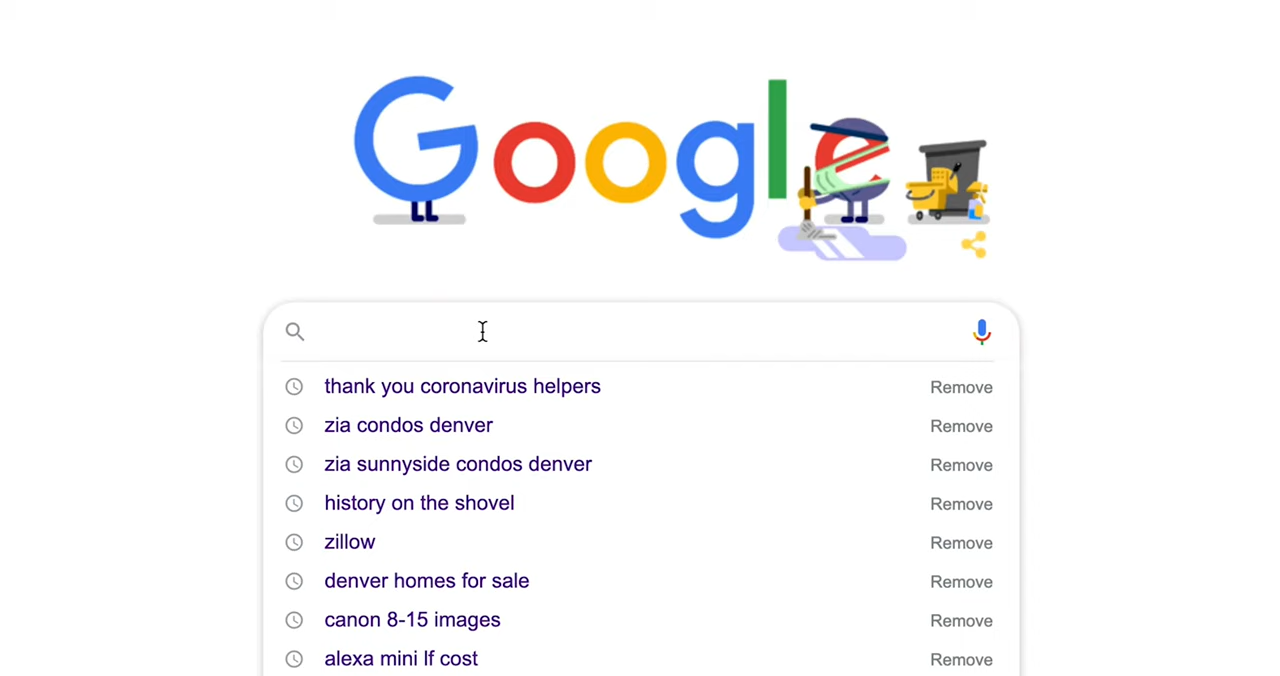 Google
thank you coronavirus helpers Remove
zia condos denver Remove
zia sunnyside condos denver Remove
history on the shovel Remove
zillow Remove
denver homes for sale Remove
canon 8-15 images Remove
alexa mini lf cost Remove